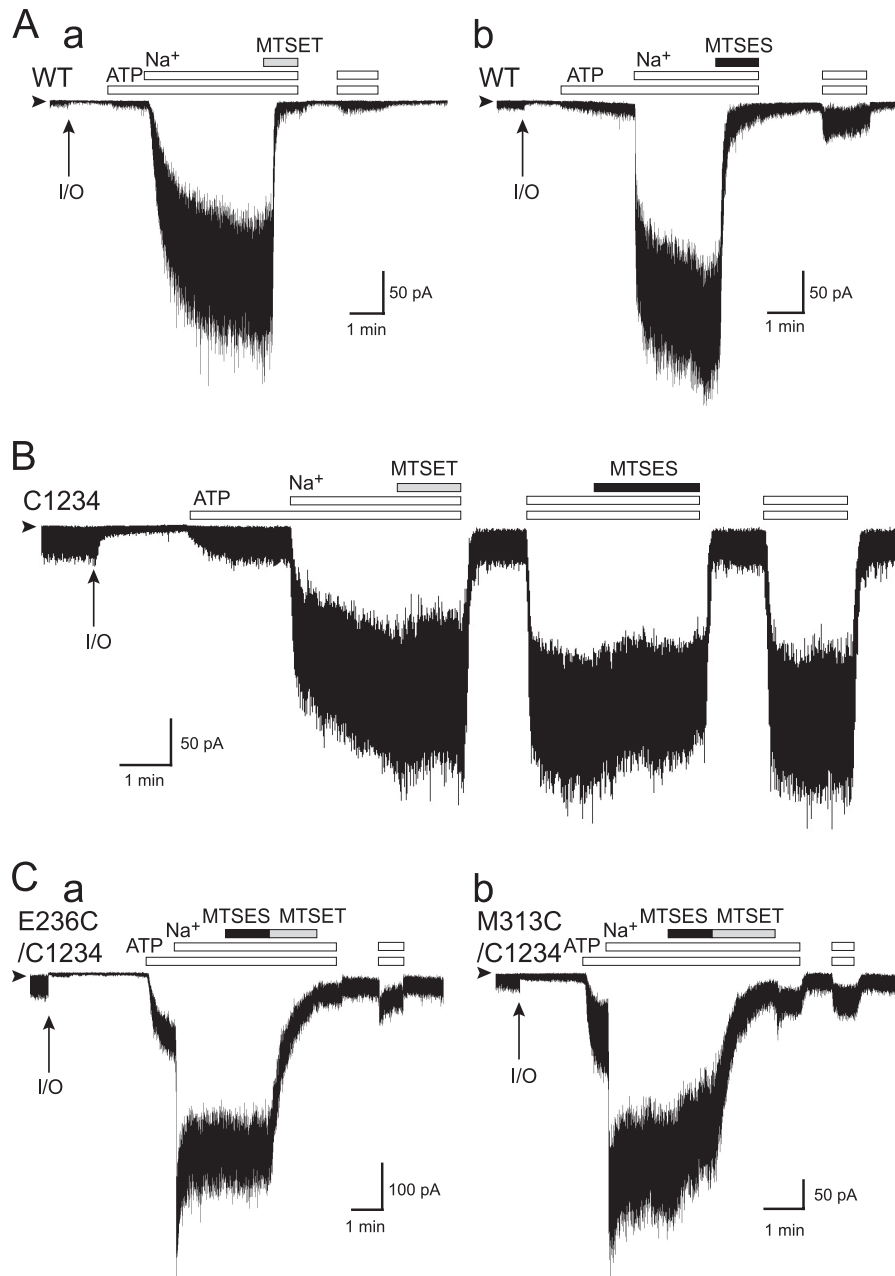 A
a
WT
ATP
Na⁺
MTSET
I/O
50 pA
1 min
b
WT
ATP
Na⁺
MTSES
I/O
50 pA
1 min
B
C1234
ATP
Na⁺
MTSET
MTSES
I/O
50 pA
1 min
C
a
E236C
/C1234
ATP
Na⁺
MTSES
MTSET
I/O
100 pA
1 min
b
M313C
/C1234
ATP
Na⁺
MTSES
MTSET
I/O
50 pA
1 min